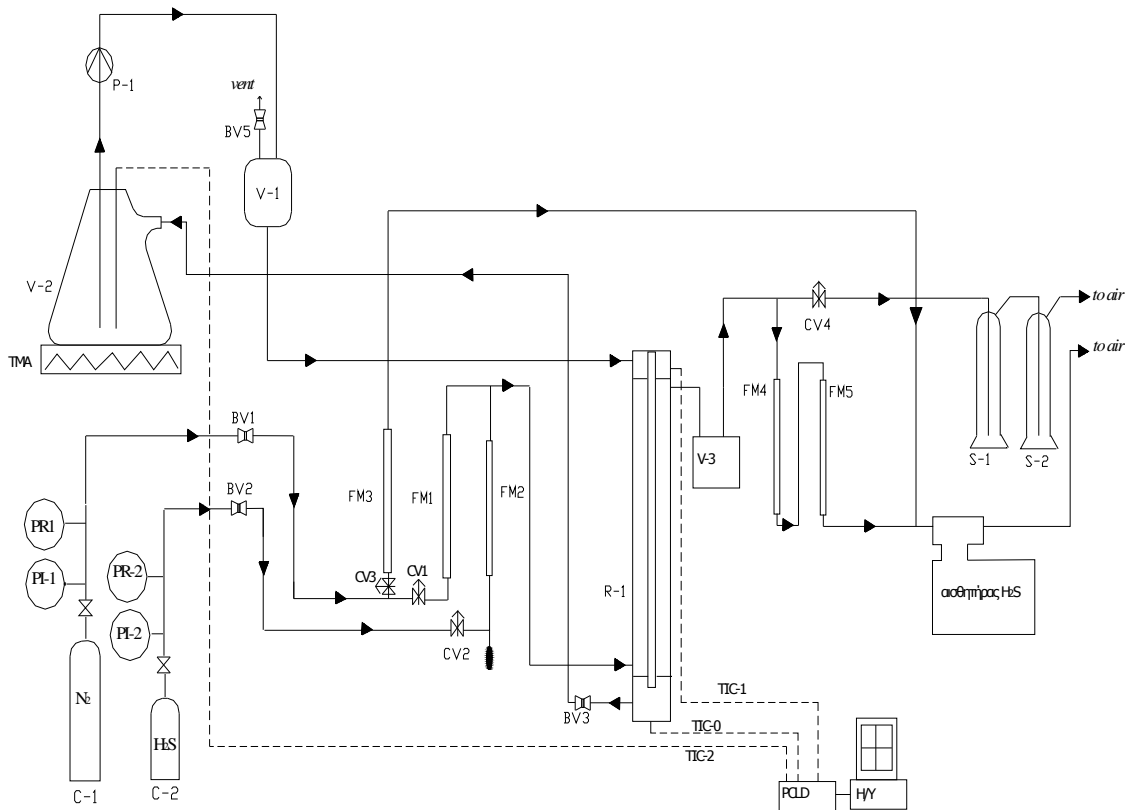 P-1
vent
BV5
V-1
V-2
TMA
to air
CV4
to air
FM4
FM5
BV1
V-3
S-1
S-2
BV2
FM3
FM1
FM2
PR1
PI-1
PR-2
CV3
CV1
R-1
αισθητήρας H2S
PI-2
CV2
N2
TIC-1
BV3
TIC-0
H2S
TIC-2
C-1
C-2
PCLD
H/Y